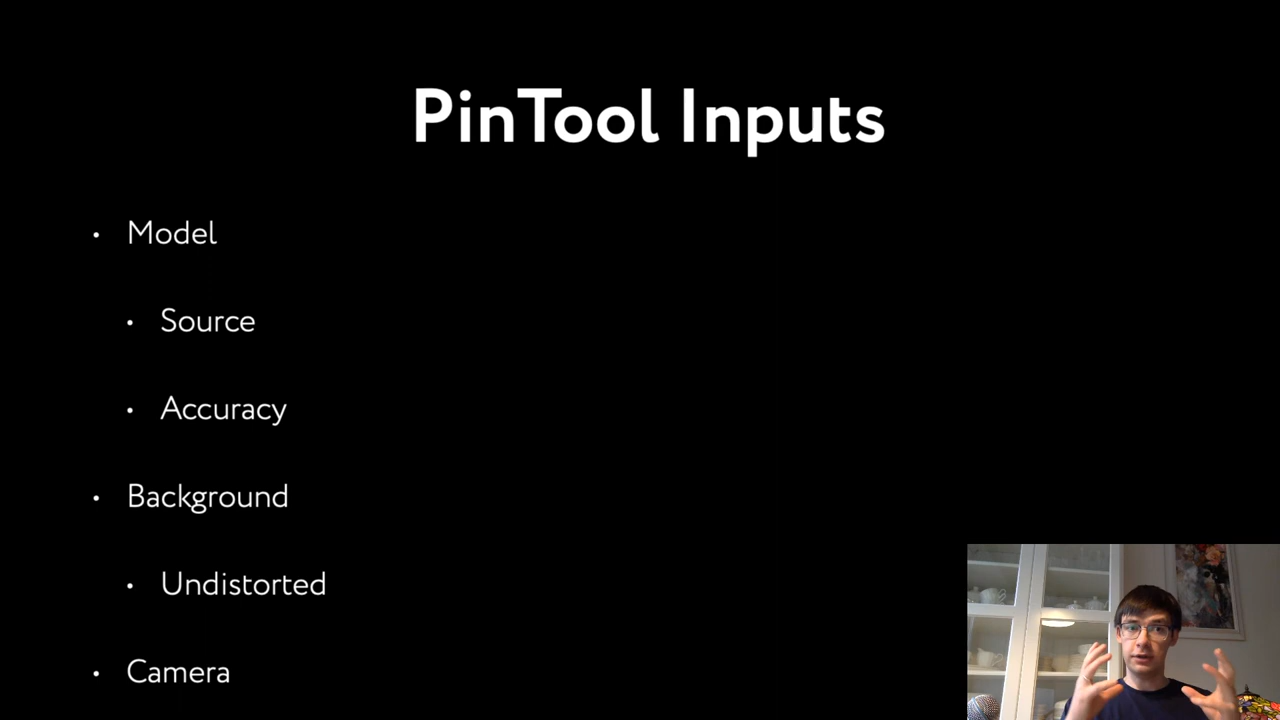 PinTool Inputs
• Model
• Source
• Accuracy
• Background
• Undistorted
• Camera